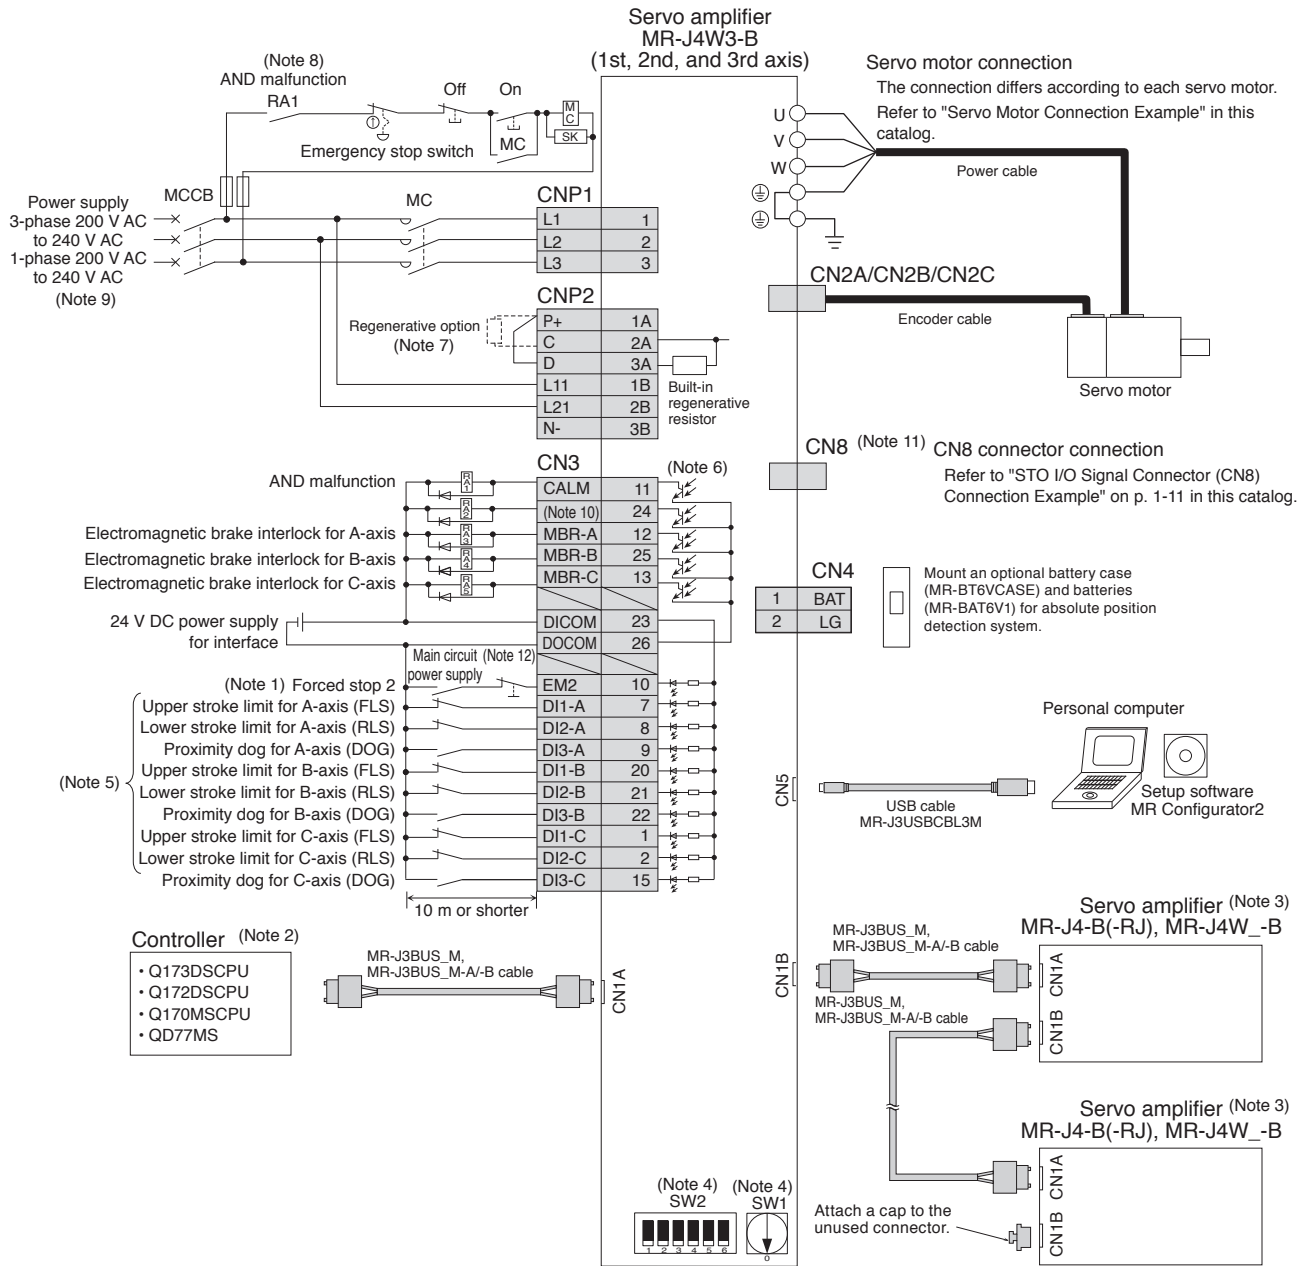 Servo amplifier
MR-J4W3-B
(1st, 2nd, and 3rd axis)
(Note 8)
AND malfunction
RA1
Off
On
MC
SK
Emergency stop switch
MC
Servo motor connection
The connection differs according to each servo motor.
Refer to "Servo Motor Connection Example" in this
catalog.
U
V
W
Power cable
Power supply
3-phase 200 V AC
to 240 V AC
1-phase 200 V AC
to 240 V AC
(Note 9)
MCCB
MC
CNP1
L1 1
L2 2
L3 3
CN2A/CN2B/CN2C
Encoder cable
Servo motor
CNP2
Regenerative option
(Note 7)
P+ 1A
C 2A
D 3A
L11 1B
L21 2B
N- 3B
Built-in
regenerative
resistor
CN8 (Note 11)
CN8 connector connection
Refer to "STO I/O Signal Connector (CN8)
Connection Example" on p. 1-11 in this catalog.
CN3
(Note 6)
AND malfunction RA1 CALM 11
RA2 (Note 10) 24
Electromagnetic brake interlock for A-axis RA3 MBR-A 12
Electromagnetic brake interlock for B-axis RA4 MBR-B 25
Electromagnetic brake interlock for C-axis RA5 MBR-C 13
24 V DC power supply
for interface
DICOM 23
DOCOM 26
Main circuit
power supply
(Note 12)
(Note 1) Forced stop 2 EM2 10
(Note 5)
Upper stroke limit for A-axis (FLS) DI1-A 7
Lower stroke limit for A-axis (RLS) DI2-A 8
Proximity dog for A-axis (DOG) DI3-A 9
Upper stroke limit for B-axis (FLS) DI1-B 20
Lower stroke limit for B-axis (RLS) DI2-B 21
Proximity dog for B-axis (DOG) DI3-B 22
Upper stroke limit for C-axis (FLS) DI1-C 1
Lower stroke limit for C-axis (RLS) DI2-C 2
Proximity dog for C-axis (DOG) DI3-C 15
10 m or shorter
CN4
1 BAT
2 LG
Mount an optional battery case
(MR-BT6VCASE) and batteries
(MR-BAT6V1) for absolute position
detection system.
Personal computer
CN5
USB cable
MR-J3USBCBL3M
Setup software
MR Configurator2
Controller (Note 2)
• Q173DSCPU
• Q172DSCPU
• Q170MSCPU
• QD77MS
MR-J3BUS_M,
MR-J3BUS_M-A/-B cable
CN1A
CN1B
MR-J3BUS_M,
MR-J3BUS_M-A/-B cable
MR-J3BUS_M,
MR-J3BUS_M-A/-B cable
Servo amplifier (Note 3)
MR-J4-B(-RJ), MR-J4W_-B
CN1A
CN1B
Servo amplifier (Note 3)
MR-J4-B(-RJ), MR-J4W_-B
CN1A
CN1B
Attach a cap to the
unused connector.
(Note 4)
SW2
1 2 3 4 5 6
(Note 4)
SW1
0